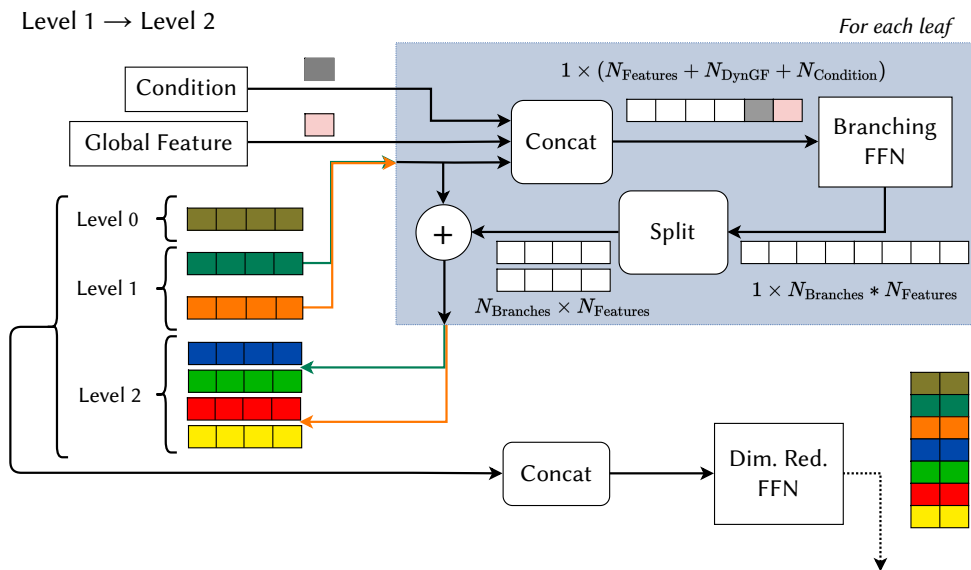 Level 1 → Level 2
For each leaf
Condition
1 × (N_Features + N_DynGF + N_Condition)
Global Feature
Concat
Branching
FFN
Level 0
+
Split
Level 1
N_Branches × N_Features
1 × N_Branches * N_Features
Level 2
Concat
Dim. Red.
FFN